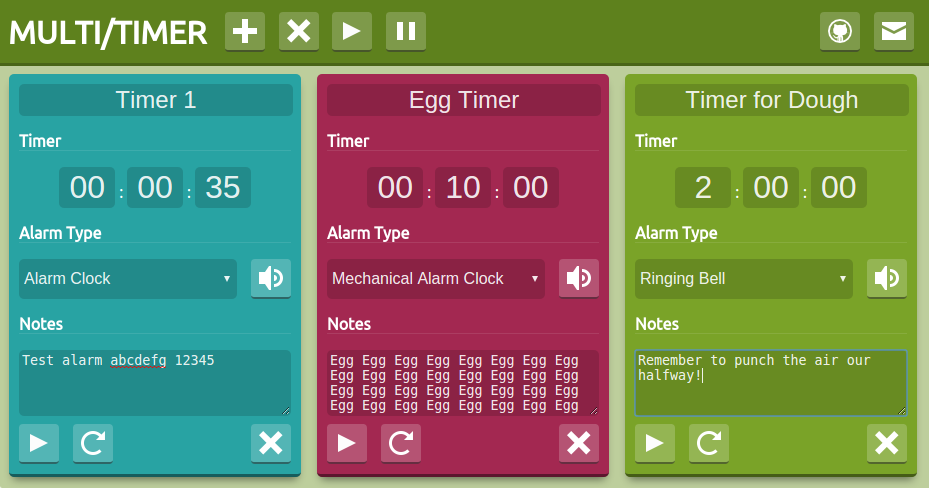 MULTI/TIMER
Timer 1
Timer
00 : 00 : 35
Alarm Type
Alarm Clock
Notes
Test alarm abcdefg 12345
Egg Timer
Timer
00 : 10 : 00
Alarm Type
Mechanical Alarm Clock
Notes
Egg Egg Egg Egg Egg Egg Egg Egg
Egg Egg Egg Egg Egg Egg Egg Egg
Egg Egg Egg Egg Egg Egg Egg Egg
Egg Egg Egg Egg Egg Egg Egg Egg
Timer for Dough
Timer
2 : 00 : 00
Alarm Type
Ringing Bell
Notes
Remember to punch the air our
halfway!